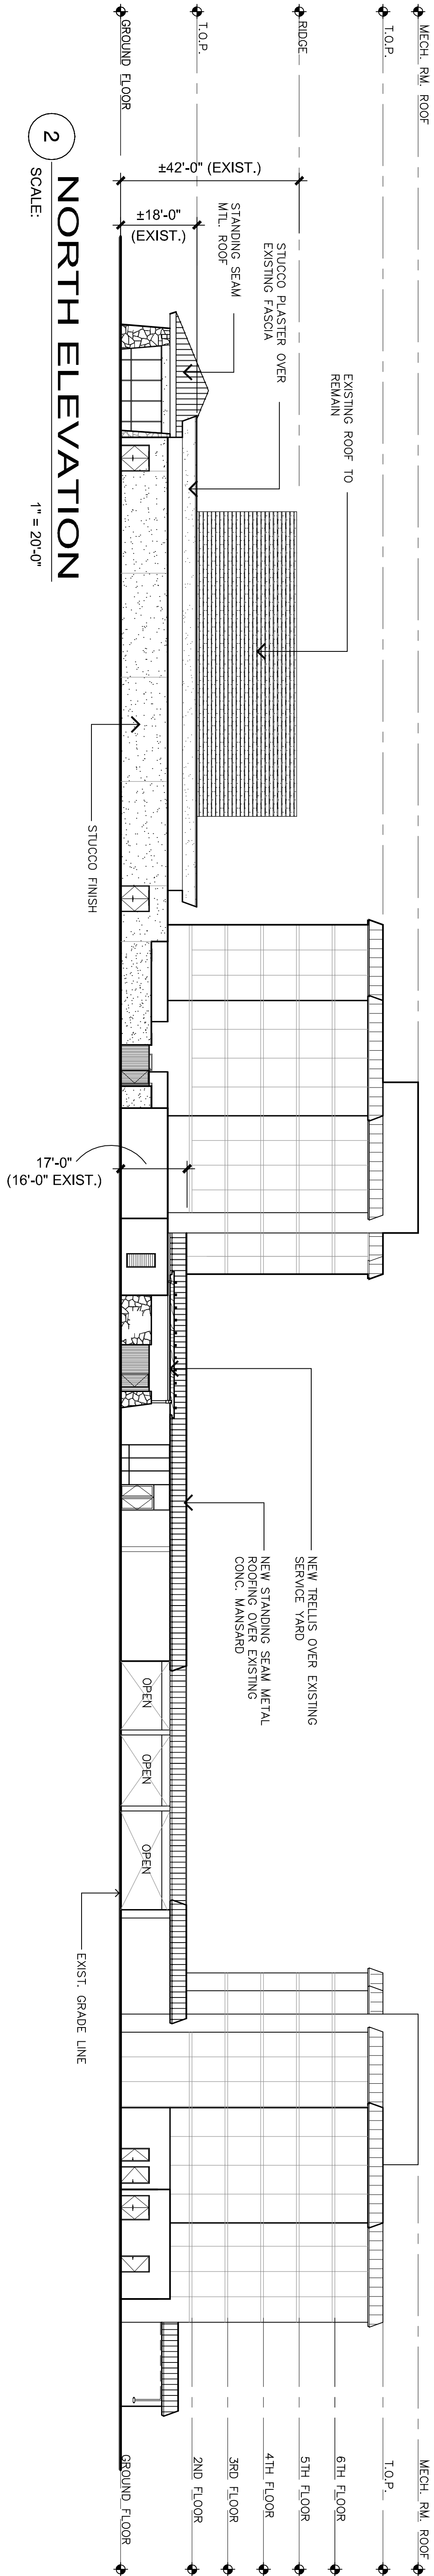 MECH. RM. ROOF
T.O.P.
RIDGE
T.O.P.
GROUND FLOOR
±42'-0" (EXIST.)
±18'-0"
(EXIST.)
STANDING SEAM
MTL. ROOF
STUCCO PLASTER OVER
EXISTING FASCIA
EXISTING ROOF TO
REMAIN
STUCCO FINISH
17'-0"
(16'-0" EXIST.)
NEW TRELLIS OVER EXISTING
SERVICE YARD
NEW STANDING SEAM METAL
ROOFING OVER EXISTING
CONC. MANSARD
OPEN
OPEN
OPEN
EXIST. GRADE LINE
MECH. RM. ROOF
T.O.P.
6TH FLOOR
5TH FLOOR
4TH FLOOR
3RD FLOOR
2ND FLOOR
GROUND FLOOR
2
NORTH ELEVATION
SCALE: 1" = 20'-0"